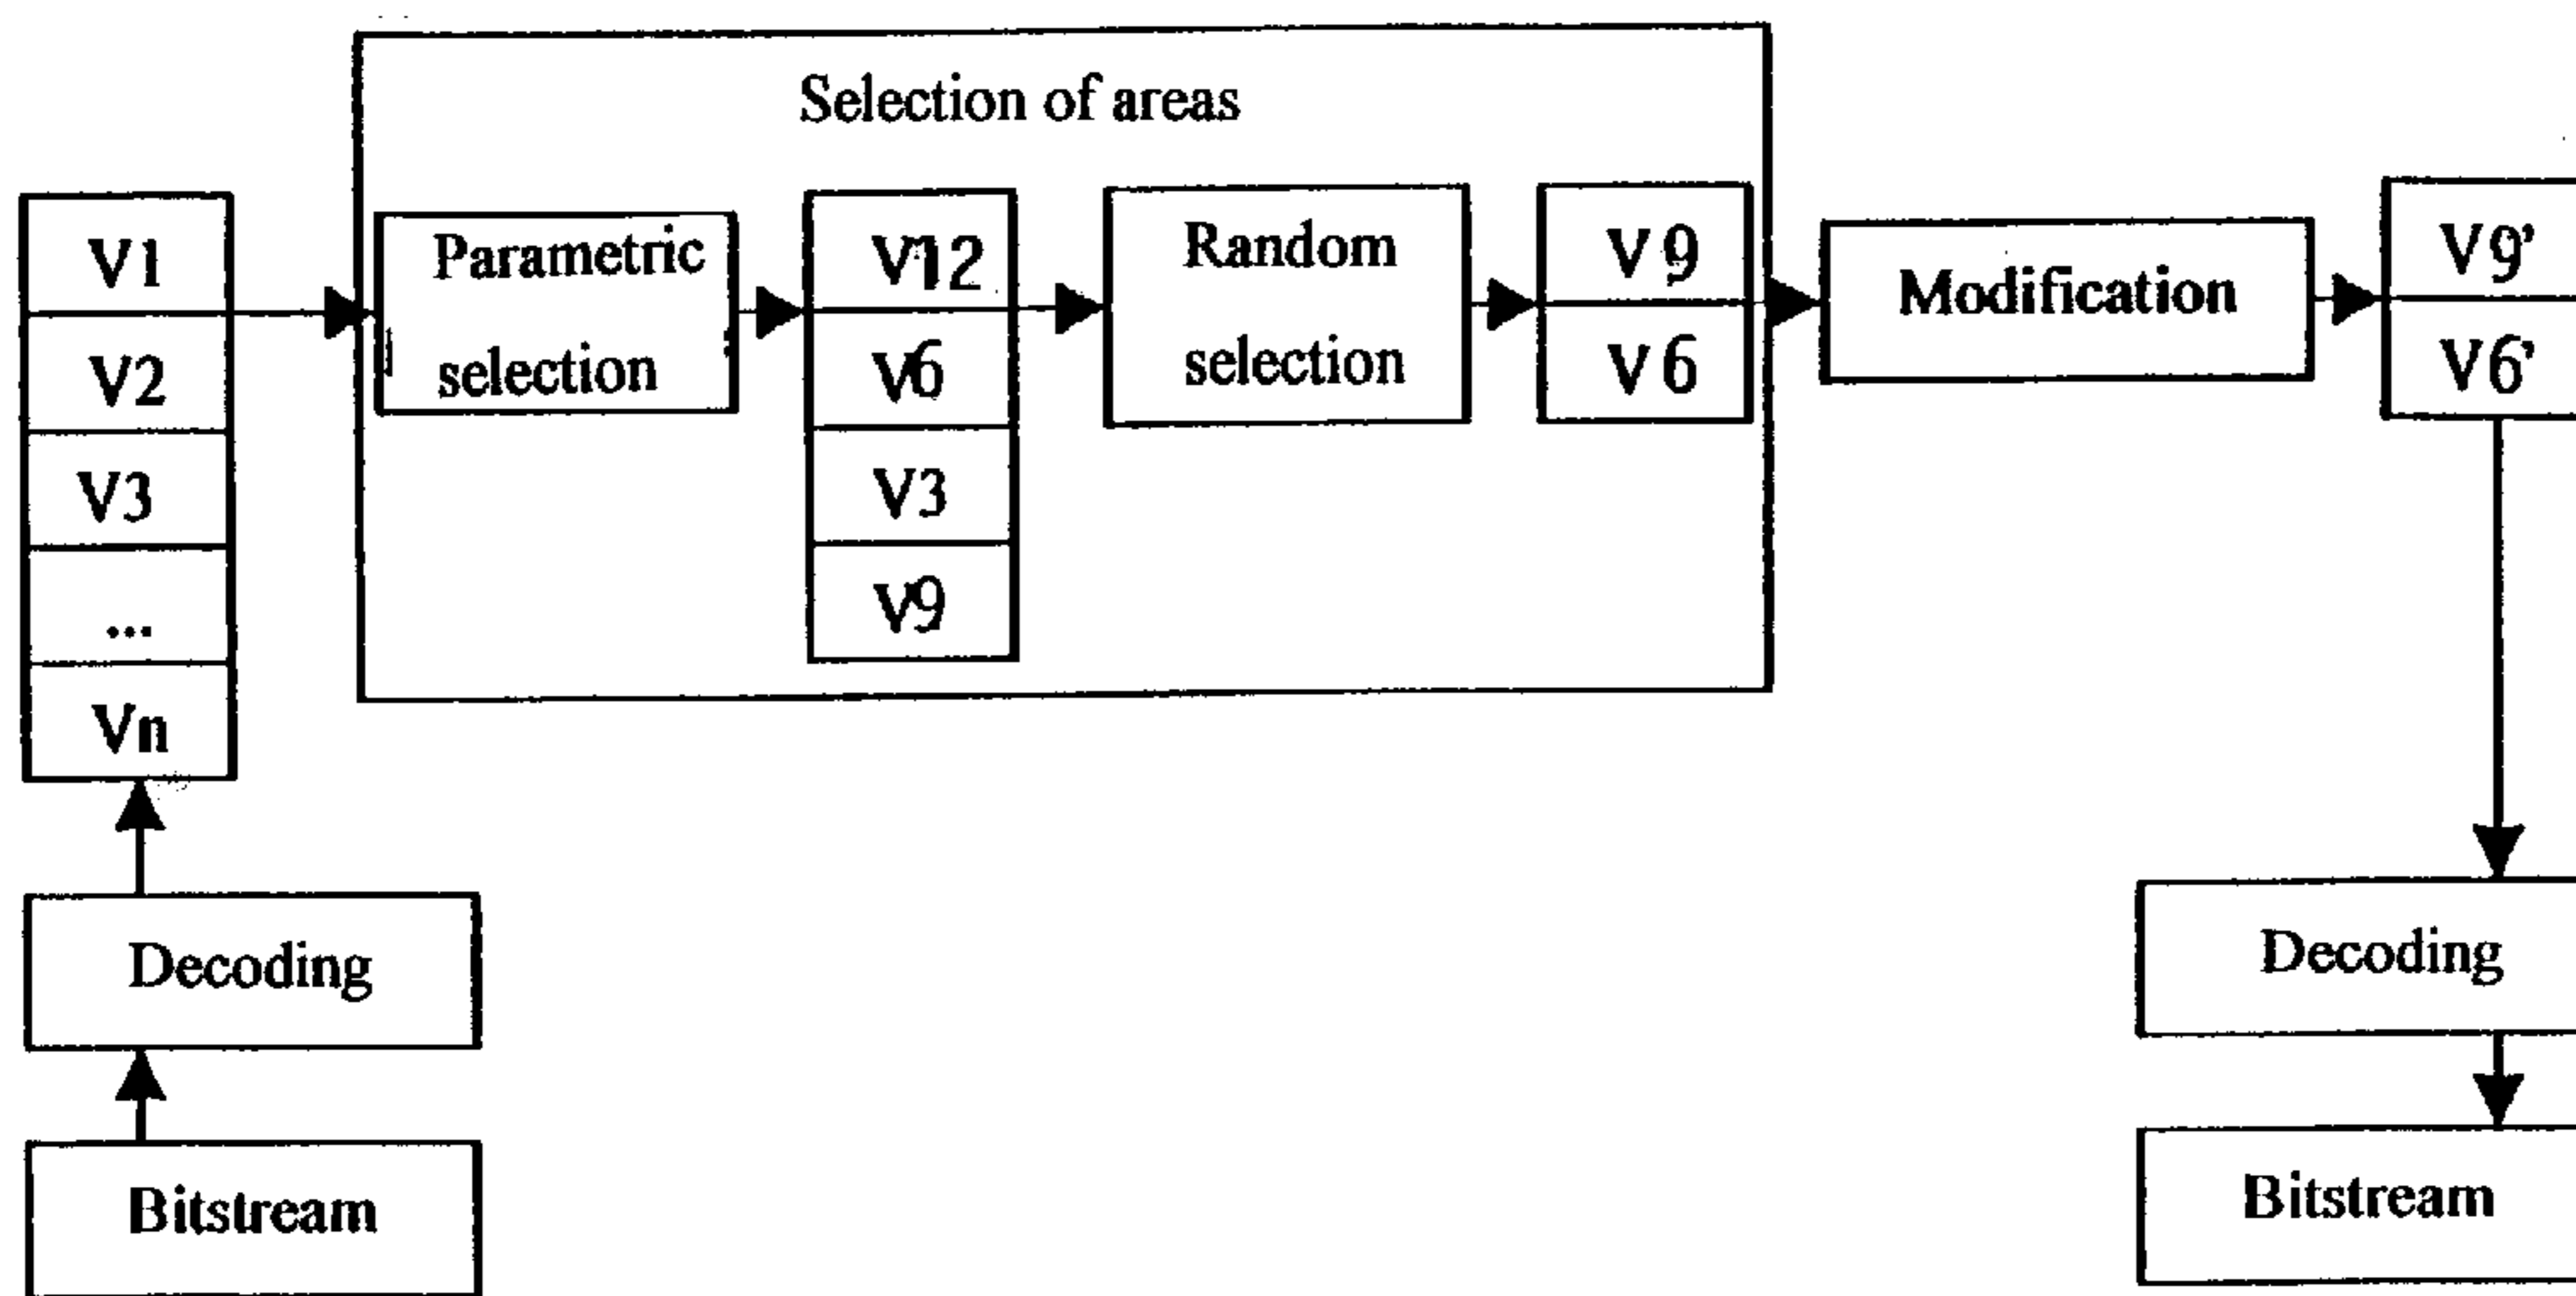 Selection of areas
V1
V2
V3
...
Vn
Parametric
selection
V12
V6
V3
V9
Random
selection
V9
V6
Modification
V9'
V6'
Decoding
Bitstream
Decoding
Bitstream